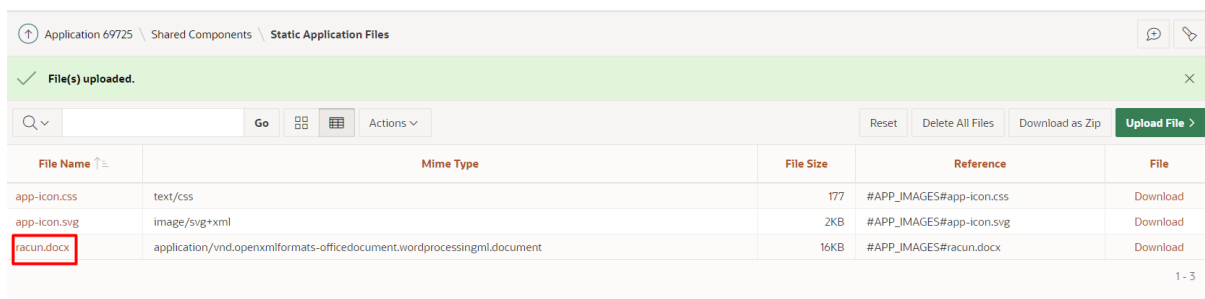 Application 69725 \ Shared Components \ Static Application Files
File(s) uploaded.
Go Actions Reset Delete All Files Download as Zip Upload File >
File Name Mime Type File Size Reference File
app-icon.css text/css 177 #APP_IMAGES#app-icon.css Download
app-icon.svg image/svg+xml 2KB #APP_IMAGES#app-icon.svg Download
racun.docx application/vnd.openxmlformats-officedocument.wordprocessingml.document 16KB #APP_IMAGES#racun.docx Download
1 - 3